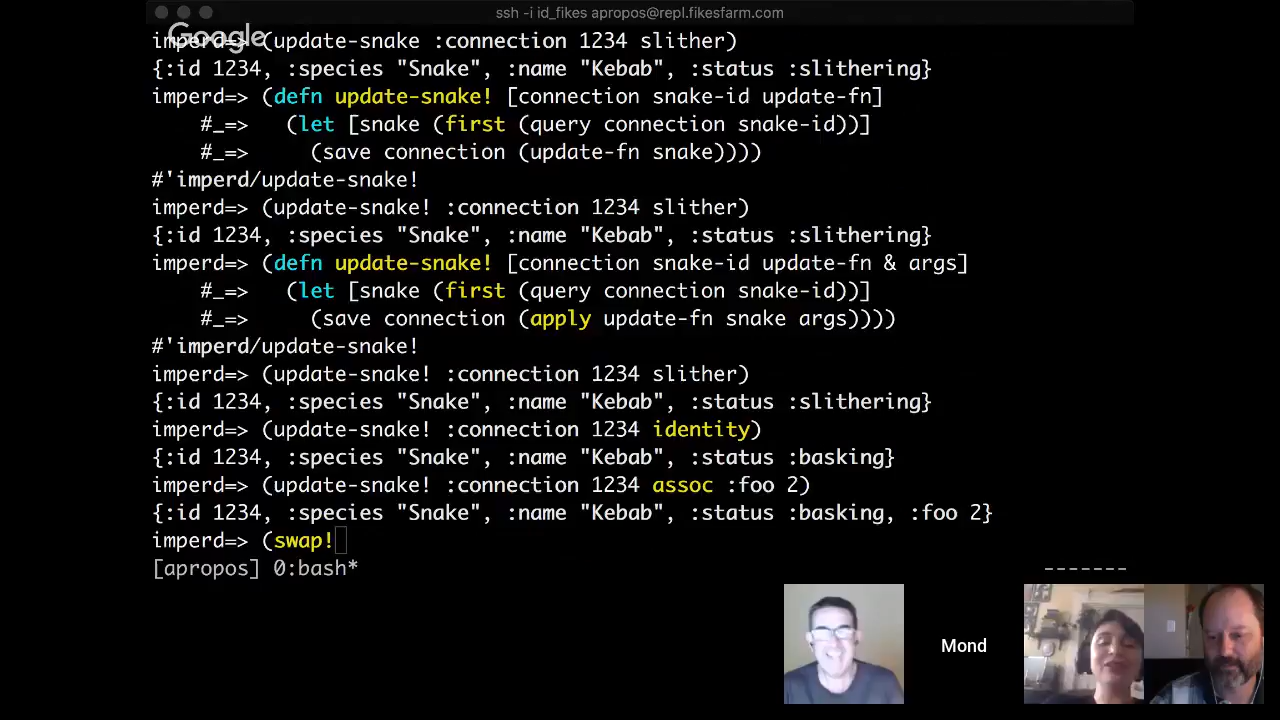 ssh -i id_fikes apropos@repl.fikesfarm.com
Google
imperd=> (update-snake :connection 1234 slither)
{:id 1234, :species "Snake", :name "Kebab", :status :slithering}
imperd=> (defn update-snake! [connection snake-id update-fn]
#_=> (let [snake (first (query connection snake-id))]
#_=> (save connection (update-fn snake))))
#'imperd/update-snake!
imperd=> (update-snake! :connection 1234 slither)
{:id 1234, :species "Snake", :name "Kebab", :status :slithering}
imperd=> (defn update-snake! [connection snake-id update-fn & args]
#_=> (let [snake (first (query connection snake-id))]
#_=> (save connection (apply update-fn snake args))))
#'imperd/update-snake!
imperd=> (update-snake! :connection 1234 slither)
{:id 1234, :species "Snake", :name "Kebab", :status :slithering}
imperd=> (update-snake! :connection 1234 identity)
{:id 1234, :species "Snake", :name "Kebab", :status :basking}
imperd=> (update-snake! :connection 1234 assoc :foo 2)
{:id 1234, :species "Snake", :name "Kebab", :status :basking, :foo 2}
imperd=> (swap!
[apropos] 0:bash* -------
Mond